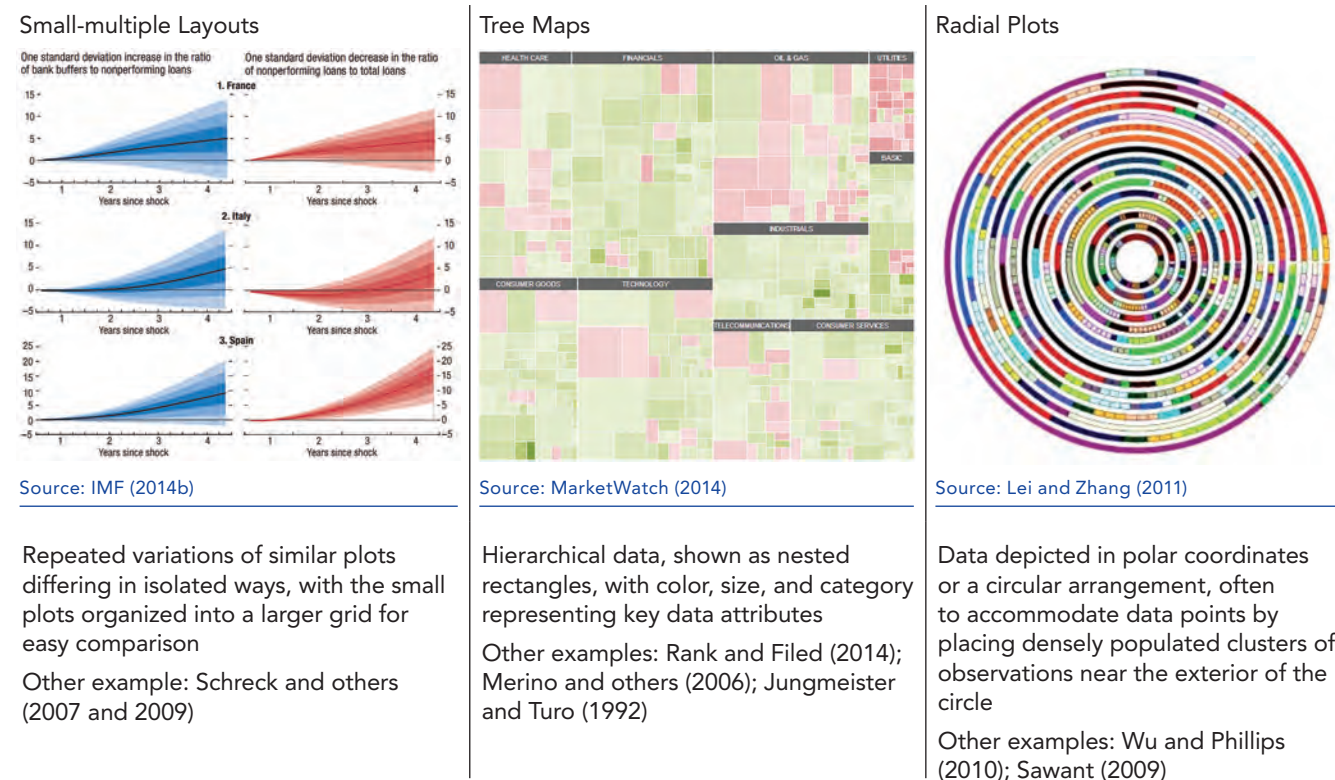 Small-multiple Layouts
One standard deviation increase in the ratio
of bank buffers to nonperforming loans
One standard deviation decrease in the ratio
of nonperforming loans to total loans
1. France
15
10
5
0
–5
15
10
5
0
–5
1 2 3 4
Years since shock
1 2 3 4
Years since shock
2. Italy
15
10
5
0
–5
15
10
5
0
–5
1 2 3 4
Years since shock
1 2 3 4
Years since shock
3. Spain
25
20
15
10
5
0
–5
25
20
15
10
5
0
–5
1 2 3 4
Years since shock
1 2 3 4
Years since shock
Source: IMF (2014b)
Repeated variations of similar plots
differing in isolated ways, with the small
plots organized into a larger grid for
easy comparison
Other example: Schreck and others
(2007 and 2009)
Tree Maps
HEALTH CARE
FINANCIALS
OIL & GAS
UTILITIES
BASIC
INDUSTRIALS
CONSUMER GOODS
TECHNOLOGY
TELECOMMUNICATIONS
CONSUMER SERVICES
Source: MarketWatch (2014)
Hierarchical data, shown as nested
rectangles, with color, size, and category
representing key data attributes
Other examples: Rank and Filed (2014);
Merino and others (2006); Jungmeister
and Turo (1992)
Radial Plots
Source: Lei and Zhang (2011)
Data depicted in polar coordinates
or a circular arrangement, often
to accommodate data points by
placing densely populated clusters of
observations near the exterior of the
circle
Other examples: Wu and Phillips
(2010); Sawant (2009)